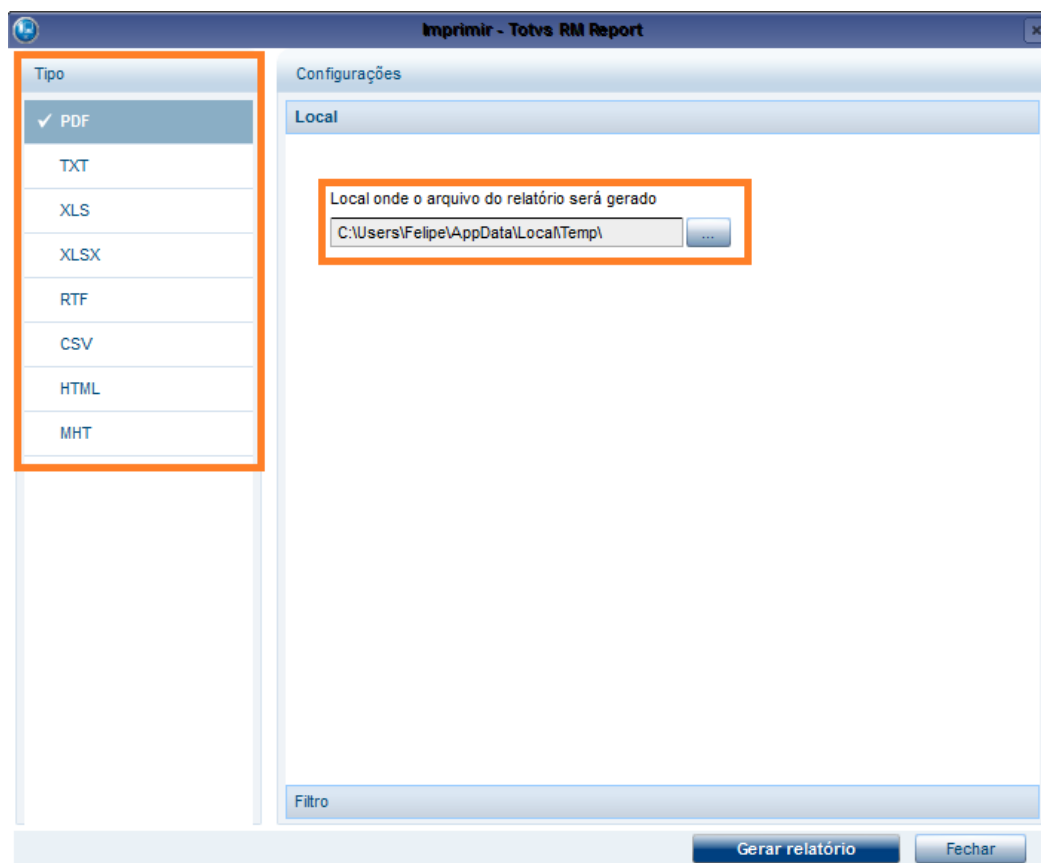 Imprimir - Totvs RM Report
Tipo
PDF
TXT
XLS
XLSX
RTF
CSV
HTML
MHT
Configurações
Local
Local onde o arquivo do relatório será gerado
C:\Users\Felipe\AppData\Local\Temp\
...
Filtro
Gerar relatório
Fechar